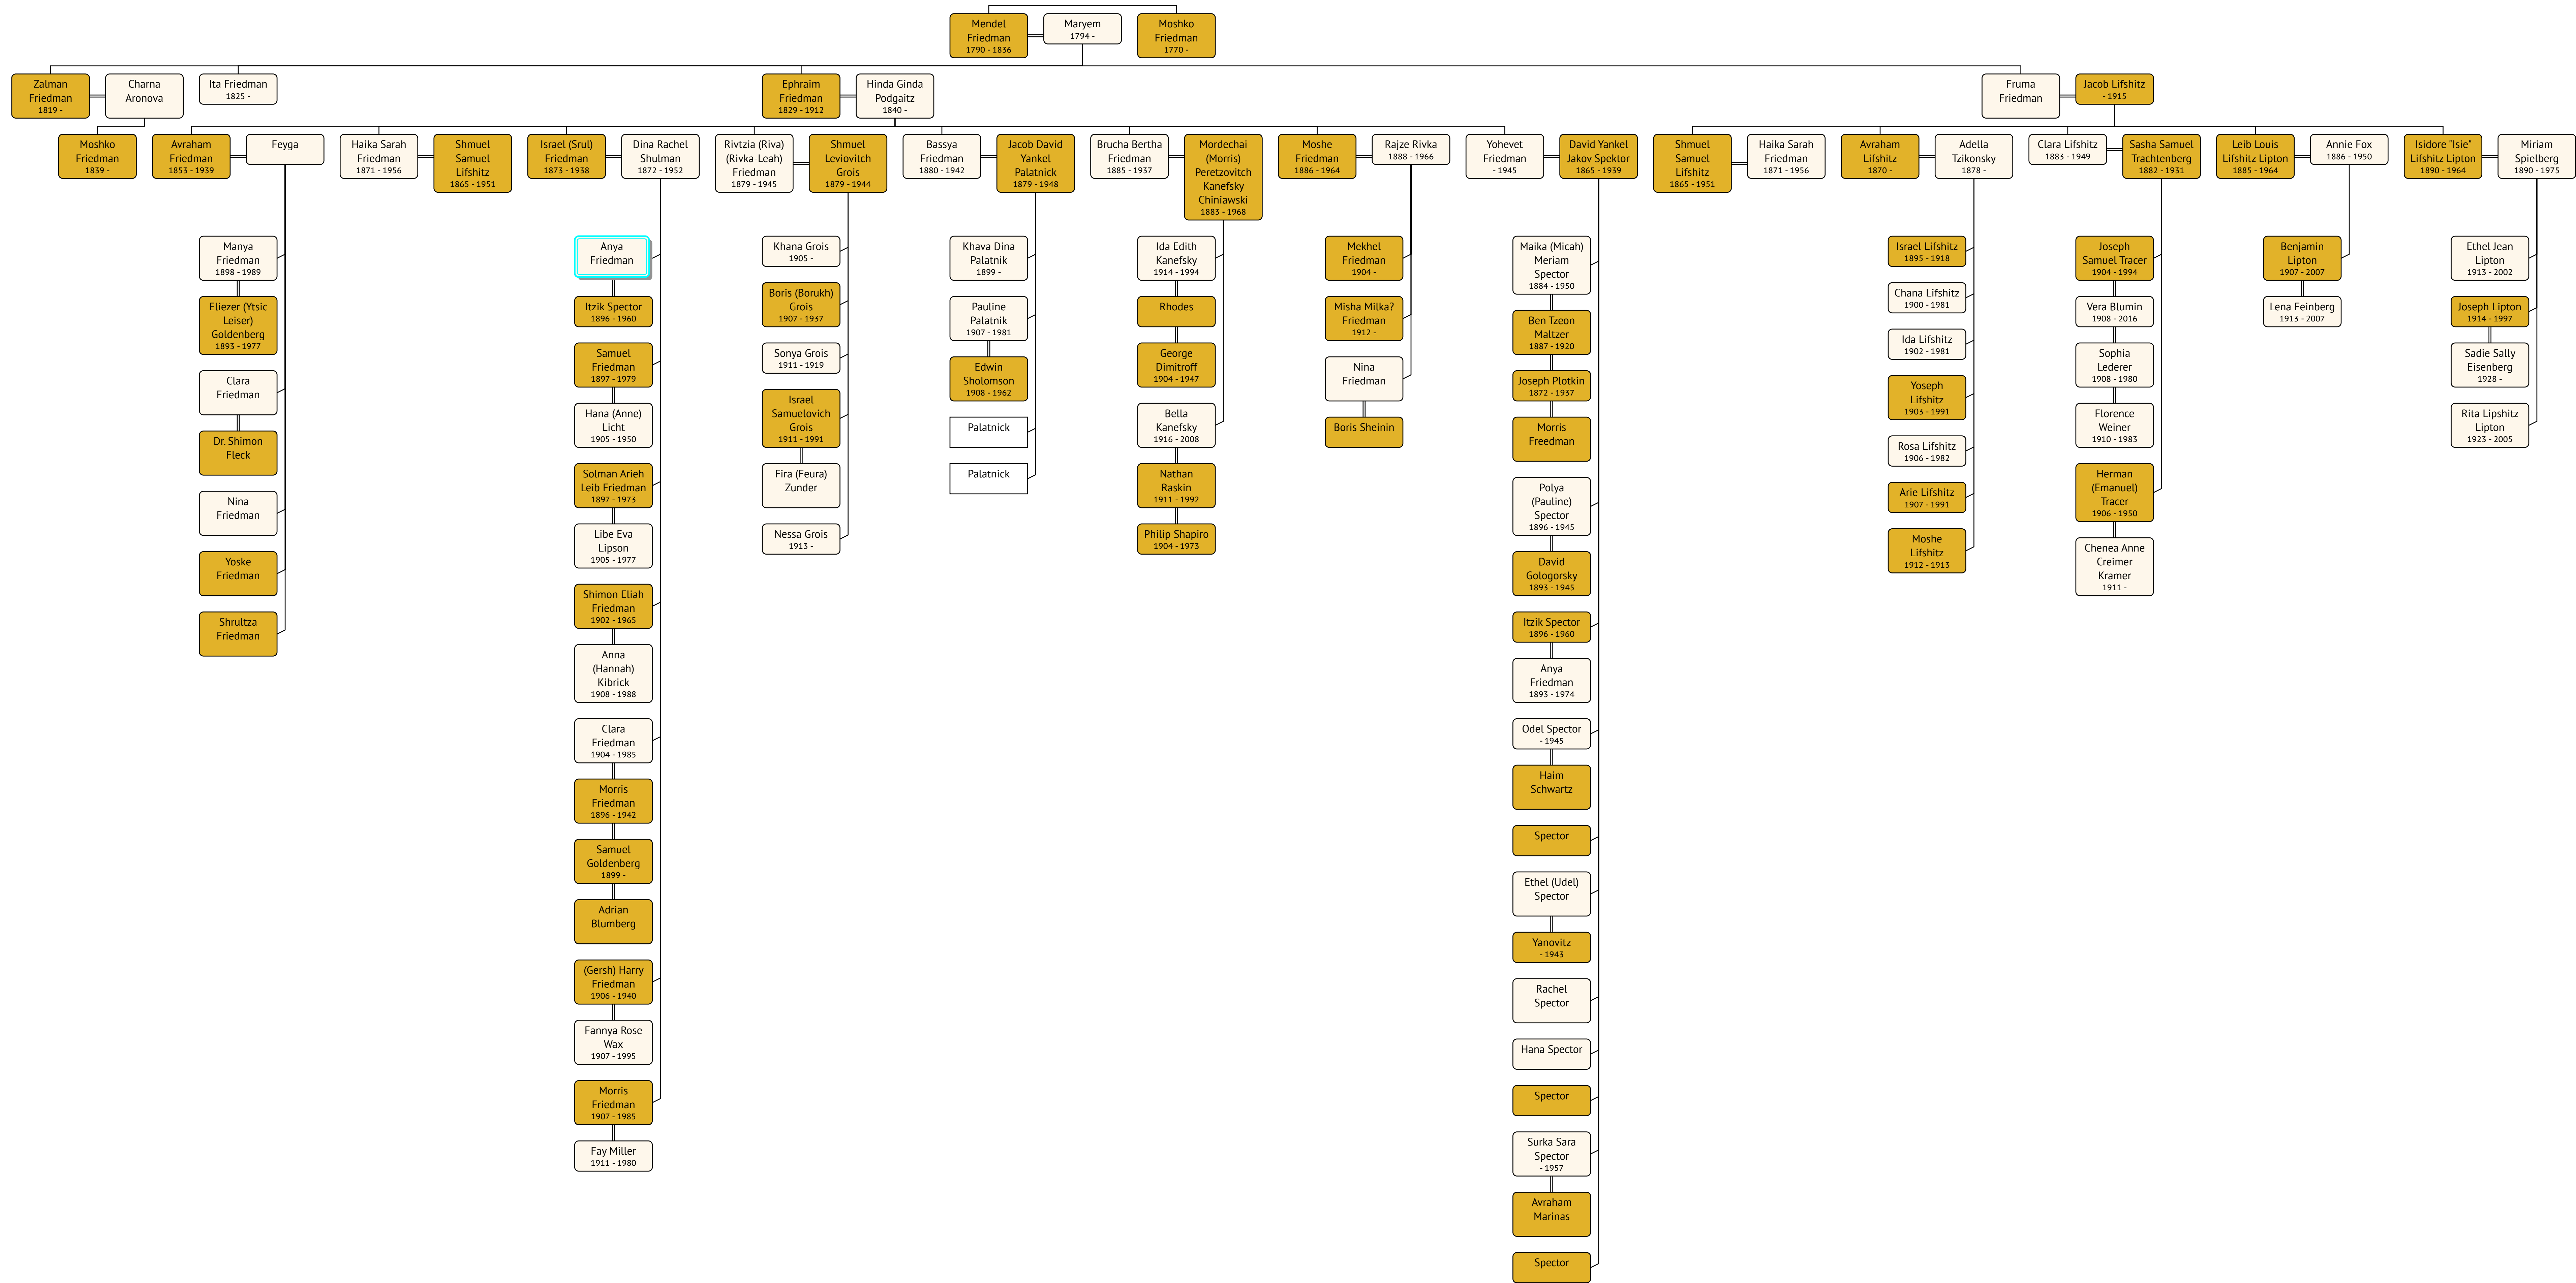 Mendel
Friedman
1790 - 1836
Maryem
1794 -
Moshko
Friedman
1770 -
Zalman
Friedman
1819 -
Charna
Aronova
Ita Friedman
1825 -
Ephraim
Friedman
1829 - 1912
Hinda Ginda
Podgaitz
1840 -
Fruma
Friedman
Jacob Lifshitz
- 1915
Moshko
Friedman
1839 -
Avraham
Friedman
1853 - 1939
Feyga
Haika Sarah
Friedman
1871 - 1956
Shmuel
Samuel
Lifshitz
1865 - 1951
Israel (Srul)
Friedman
1873 - 1938
Dina Rachel
Shulman
1872 - 1952
Rivtzia (Riva)
(Rivka-Leah)
Friedman
1879 - 1945
Shmuel
Leviovitch
Grois
1879 - 1944
Bassya
Friedman
1880 - 1942
Jacob David
Yankel
Palatnick
1879 - 1948
Brucha Bertha
Friedman
1885 - 1937
Mordechai
(Morris)
Peretzovitch
Kanefsky
Chiniawski
1883 - 1968
Moshe
Friedman
1886 - 1964
Rajze Rivka
1888 - 1966
Yohevet
Friedman
- 1945
David Yankel
Jakov Spektor
1865 - 1939
Shmuel
Samuel
Lifshitz
1865 - 1951
Haika Sarah
Friedman
1871 - 1956
Avraham
Lifshitz
1870 -
Adella
Tzikonsky
1878 -
Clara Lifshitz
1883 - 1949
Sasha Samuel
Trachtenberg
1882 - 1931
Leib Louis
Lifshitz Lipton
1885 - 1964
Annie Fox
1886 - 1950
Isidore "Isie"
Lifshitz Lipton
1890 - 1964
Miriam
Spielberg
1890 - 1975
Manya
Friedman
1898 - 1989
Eliezer (Ytsic
Leiser)
Goldenberg
1893 - 1977
Clara
Friedman
Dr. Shimon
Fleck
Nina
Friedman
Yoske
Friedman
Shrultza
Friedman
Anya
Friedman
Itzik Spector
1896 - 1960
Samuel
Friedman
1897 - 1979
Hana (Anne)
Licht
1905 - 1950
Solman Arieh
Leib Friedman
1897 - 1973
Libe Eva
Lipson
1905 - 1977
Shimon Eliah
Friedman
1902 - 1965
Anna
(Hannah)
Kibrick
1908 - 1988
Clara
Friedman
1904 - 1985
Morris
Friedman
1896 - 1942
Samuel
Goldenberg
1899 -
Adrian
Blumberg
(Gersh) Harry
Friedman
1906 - 1940
Fannya Rose
Wax
1907 - 1995
Morris
Friedman
1907 - 1985
Fay Miller
1911 - 1980
Khana Grois
1905 -
Boris (Borukh)
Grois
1907 - 1937
Sonya Grois
1911 - 1919
Israel
Samuelovich
Grois
1911 - 1991
Fira (Feura)
Zunder
Nessa Grois
1913 -
Khava Dina
Palatnik
1899 -
Pauline
Palatnik
1907 - 1981
Edwin
Sholomson
1908 - 1962
Palatnick
Palatnick
Ida Edith
Kanefsky
1914 - 1994
Rhodes
George
Dimitroff
1904 - 1947
Bella
Kanefsky
1916 - 2008
Nathan
Raskin
1911 - 1992
Philip Shapiro
1904 - 1973
Mekhel
Friedman
1904 -
Misha Milka?
Friedman
1912 -
Nina
Friedman
Boris Sheinin
Maika (Micah)
Meriam
Spector
1884 - 1950
Ben Tzeon
Maltzer
1887 - 1920
Joseph Plotkin
1872 - 1937
Morris
Freedman
Polya
(Pauline)
Spector
1896 - 1945
David
Gologorsky
1893 - 1945
Itzik Spector
1896 - 1960
Anya
Friedman
1893 - 1974
Odel Spector
- 1945
Haim
Schwartz
Spector
Ethel (Udel)
Spector
Yanovitz
- 1943
Rachel
Spector
Hana Spector
Spector
Surka Sara
Spector
- 1957
Avraham
Marinas
Spector
Israel Lifshitz
1895 - 1918
Chana Lifshitz
1900 - 1981
Ida Lifshitz
1902 - 1981
Yoseph
Lifshitz
1903 - 1991
Rosa Lifshitz
1906 - 1982
Arie Lifshitz
1907 - 1991
Moshe
Lifshitz
1912 - 1913
Joseph
Samuel Tracer
1904 - 1994
Vera Blumin
1908 - 2016
Sophia
Lederer
1908 - 1980
Florence
Weiner
1910 - 1983
Herman
(Emanuel)
Tracer
1906 - 1950
Chenea Anne
Creimer
Kramer
1911 -
Benjamin
Lipton
1907 - 2007
Lena Feinberg
1913 - 2007
Ethel Jean
Lipton
1913 - 2002
Joseph Lipton
1914 - 1997
Sadie Sally
Eisenberg
1928 -
Rita Lipshitz
Lipton
1923 - 2005